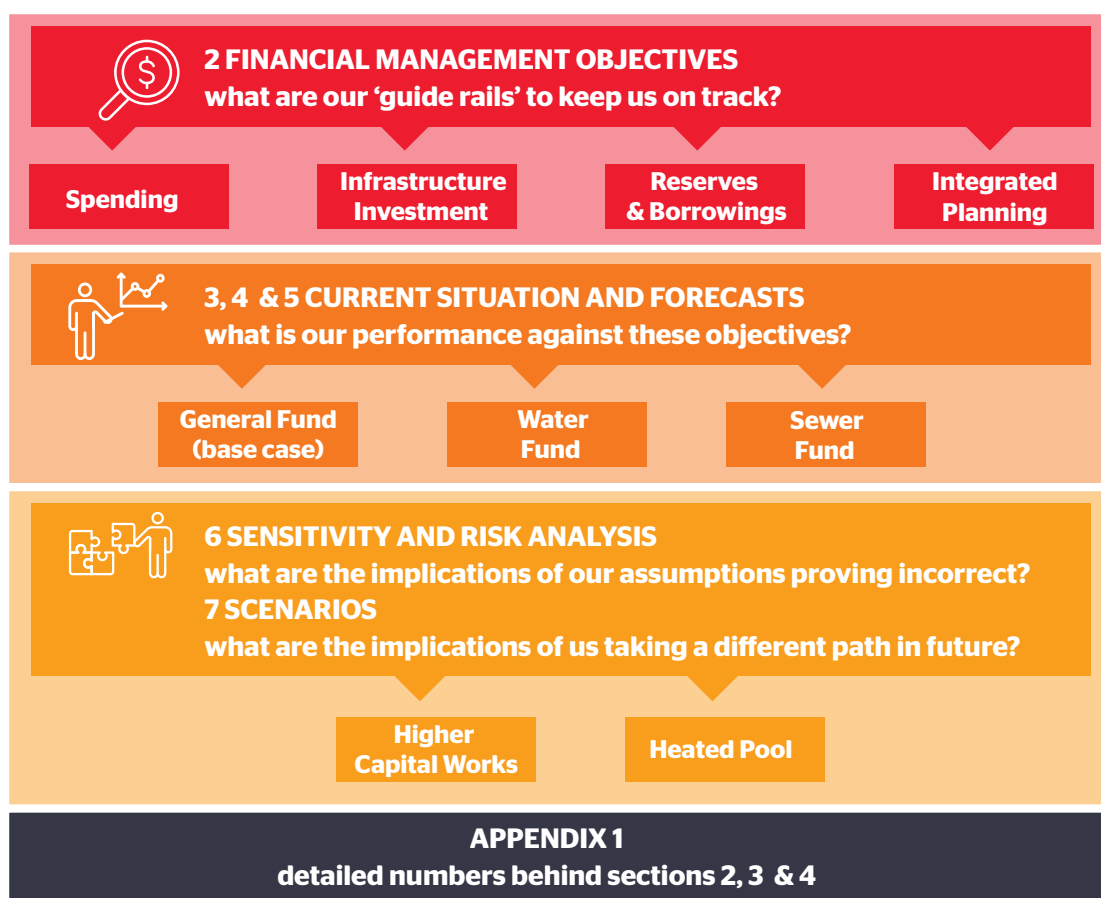 $
2 FINANCIAL MANAGEMENT OBJECTIVES
what are our ‘guide rails’ to keep us on track?
Spending
Infrastructure
Investment
Reserves
& Borrowings
Integrated
Planning
3, 4 & 5 CURRENT SITUATION AND FORECASTS
what is our performance against these objectives?
General Fund
(base case)
Water
Fund
Sewer
Fund
6 SENSITIVITY AND RISK ANALYSIS
what are the implications of our assumptions proving incorrect?
7 SCENARIOS
what are the implications of us taking a different path in future?
Higher
Capital Works
Heated Pool
APPENDIX 1
detailed numbers behind sections 2, 3 & 4